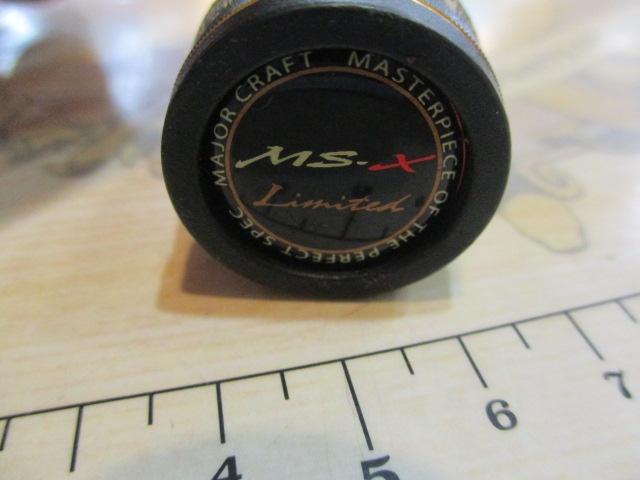 MAJOR CRAFT MASTERPIECE OF THE PERFECT SPEC
MS-X
Limited
4 5 6 7